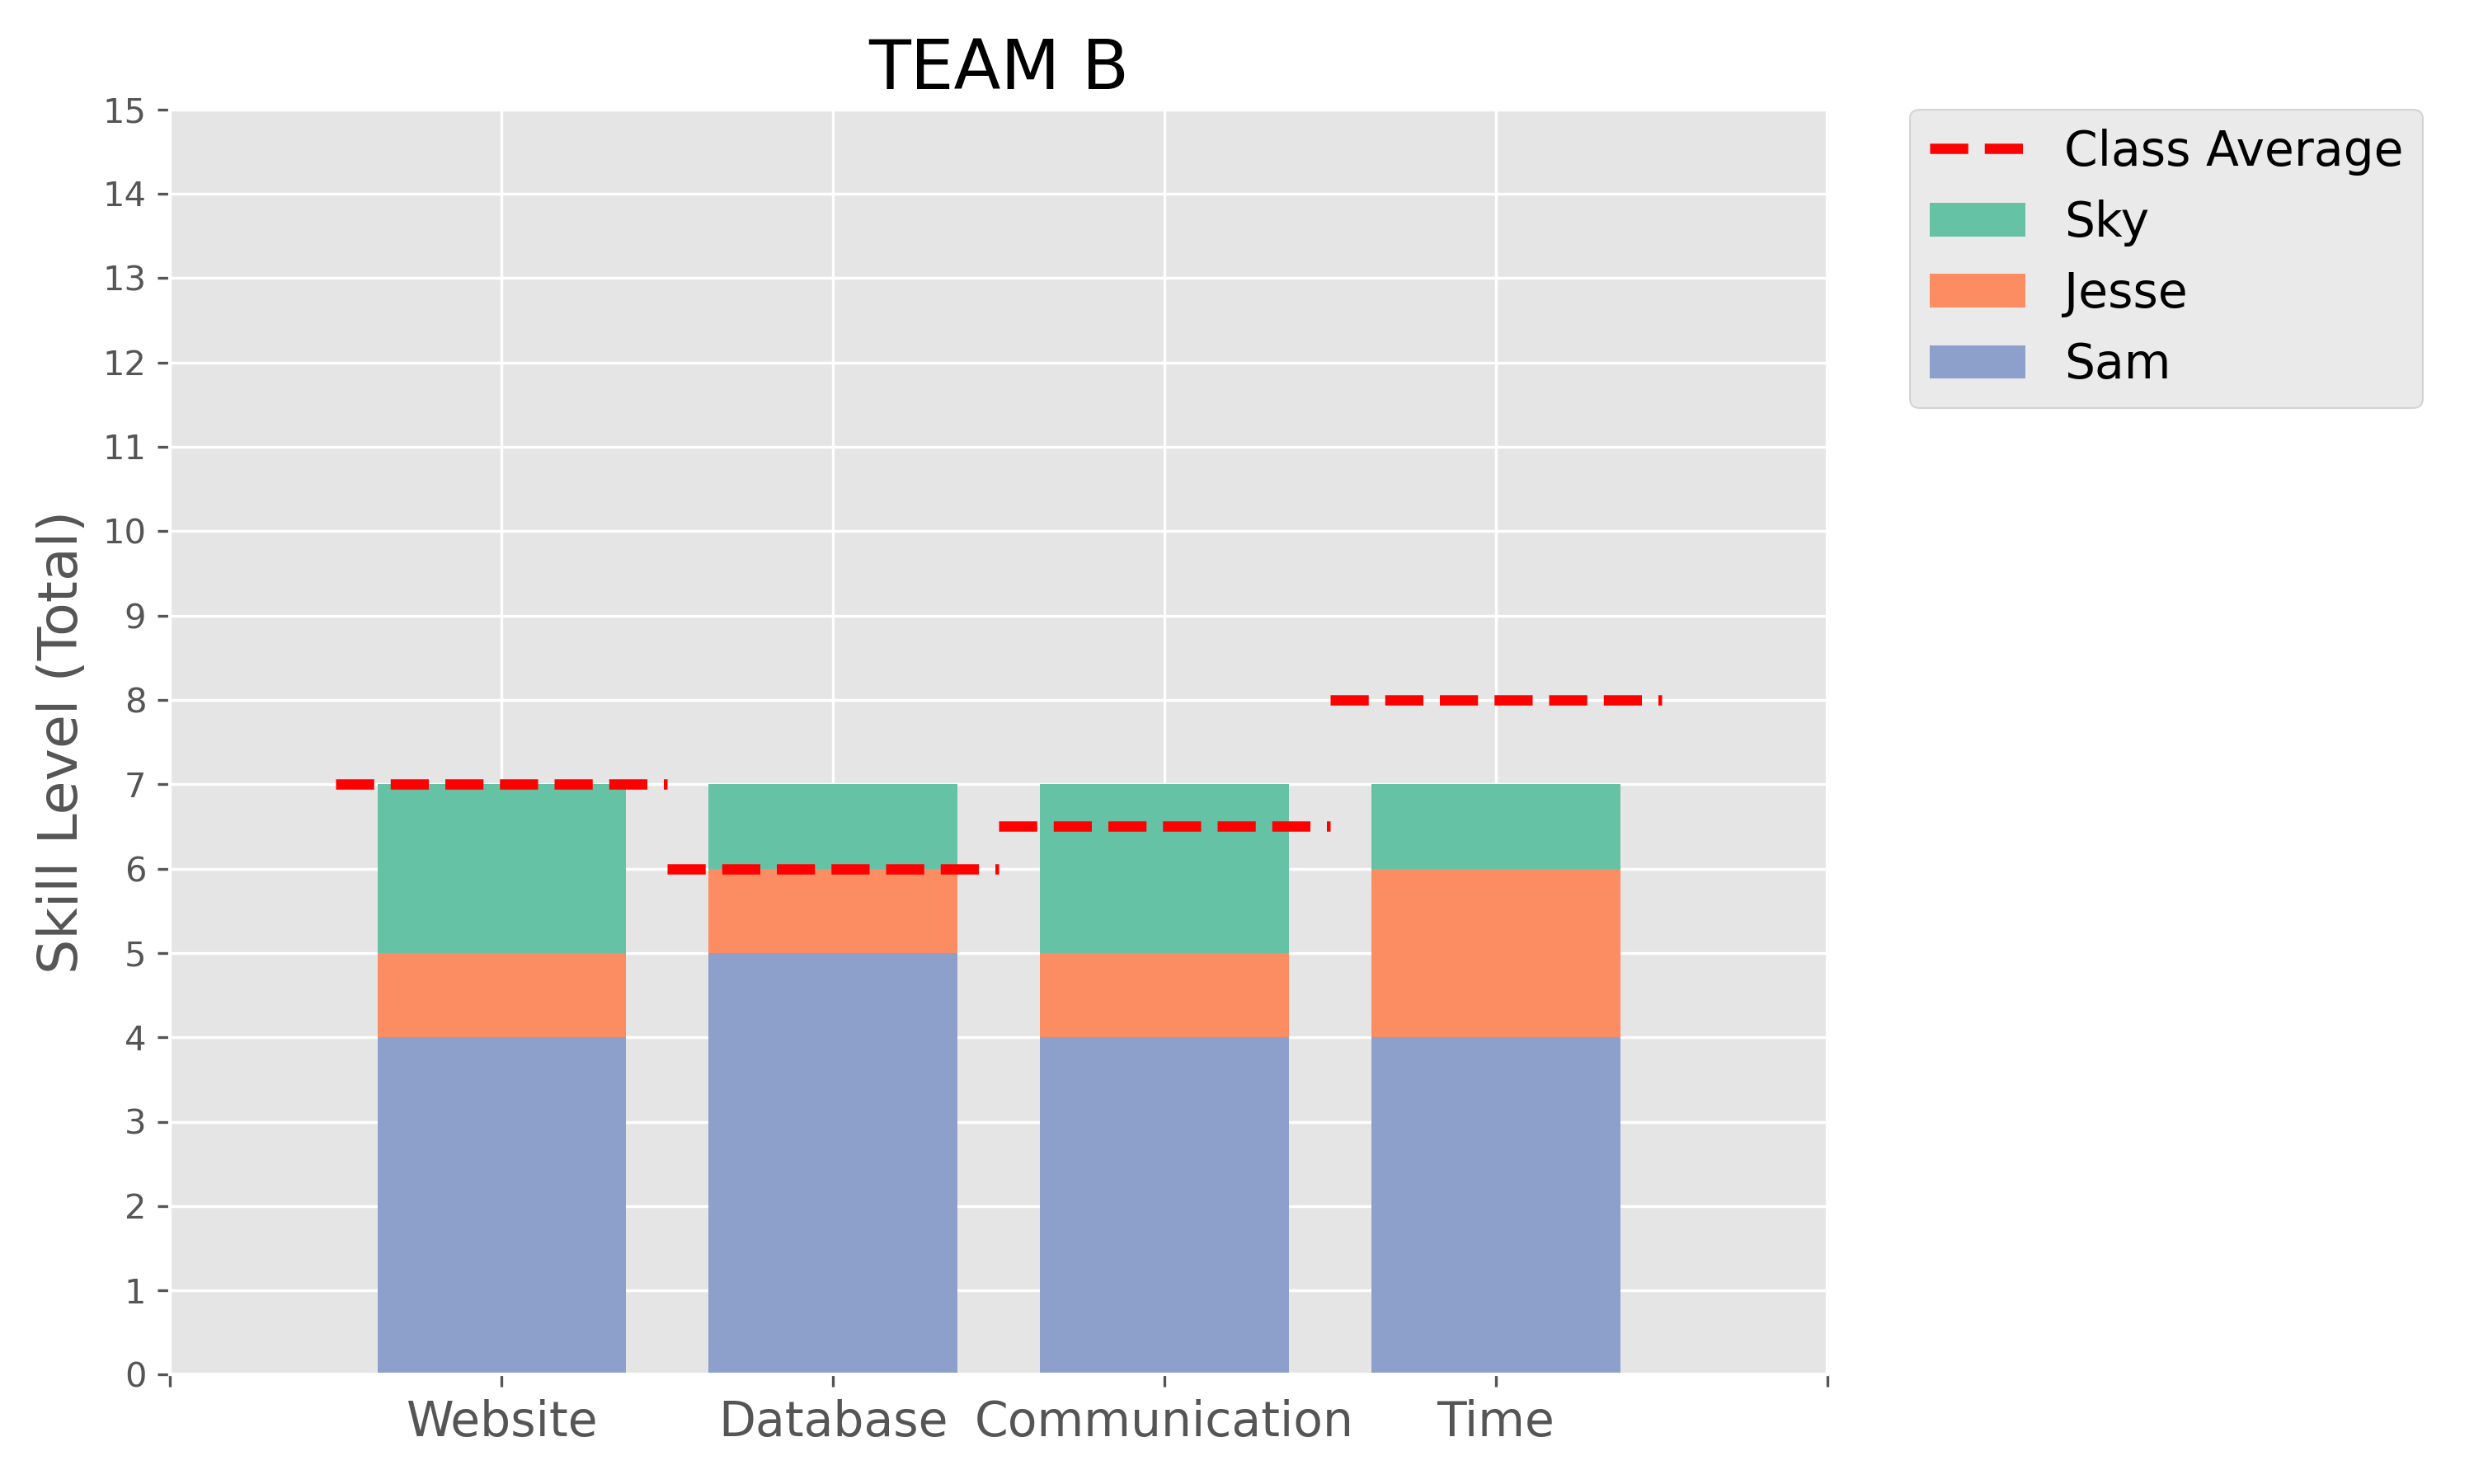 TEAM B
Class Average
Sky
Jesse
Sam
Skill Level (Total)
15
14
13
12
11
10
9
8
7
6
5
4
3
2
1
0
Website Database Communication Time